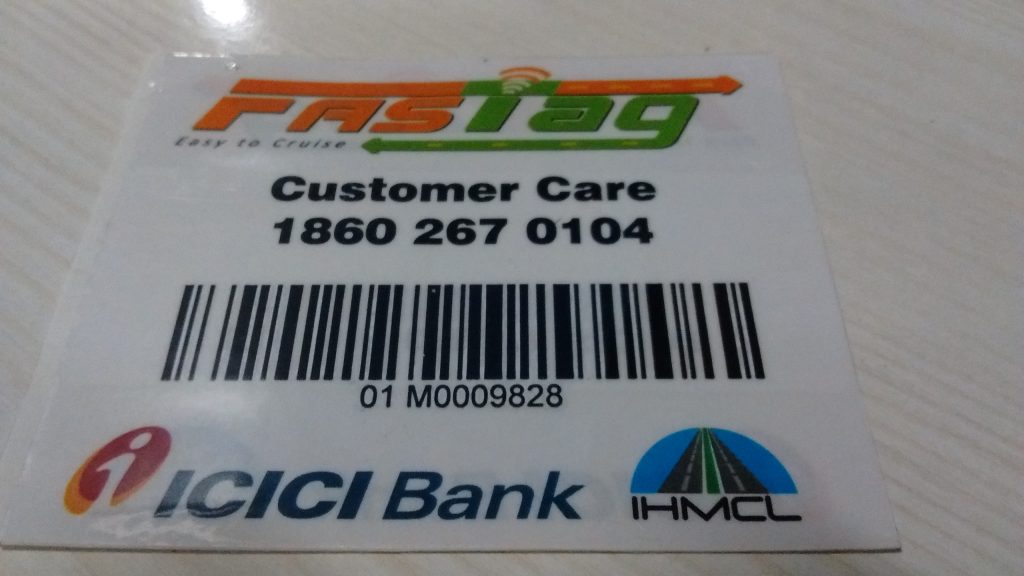 FASTag
Easy to Cruise
Customer Care
1860 267 0104
01 M0009828
i ICICI Bank
IHMCL